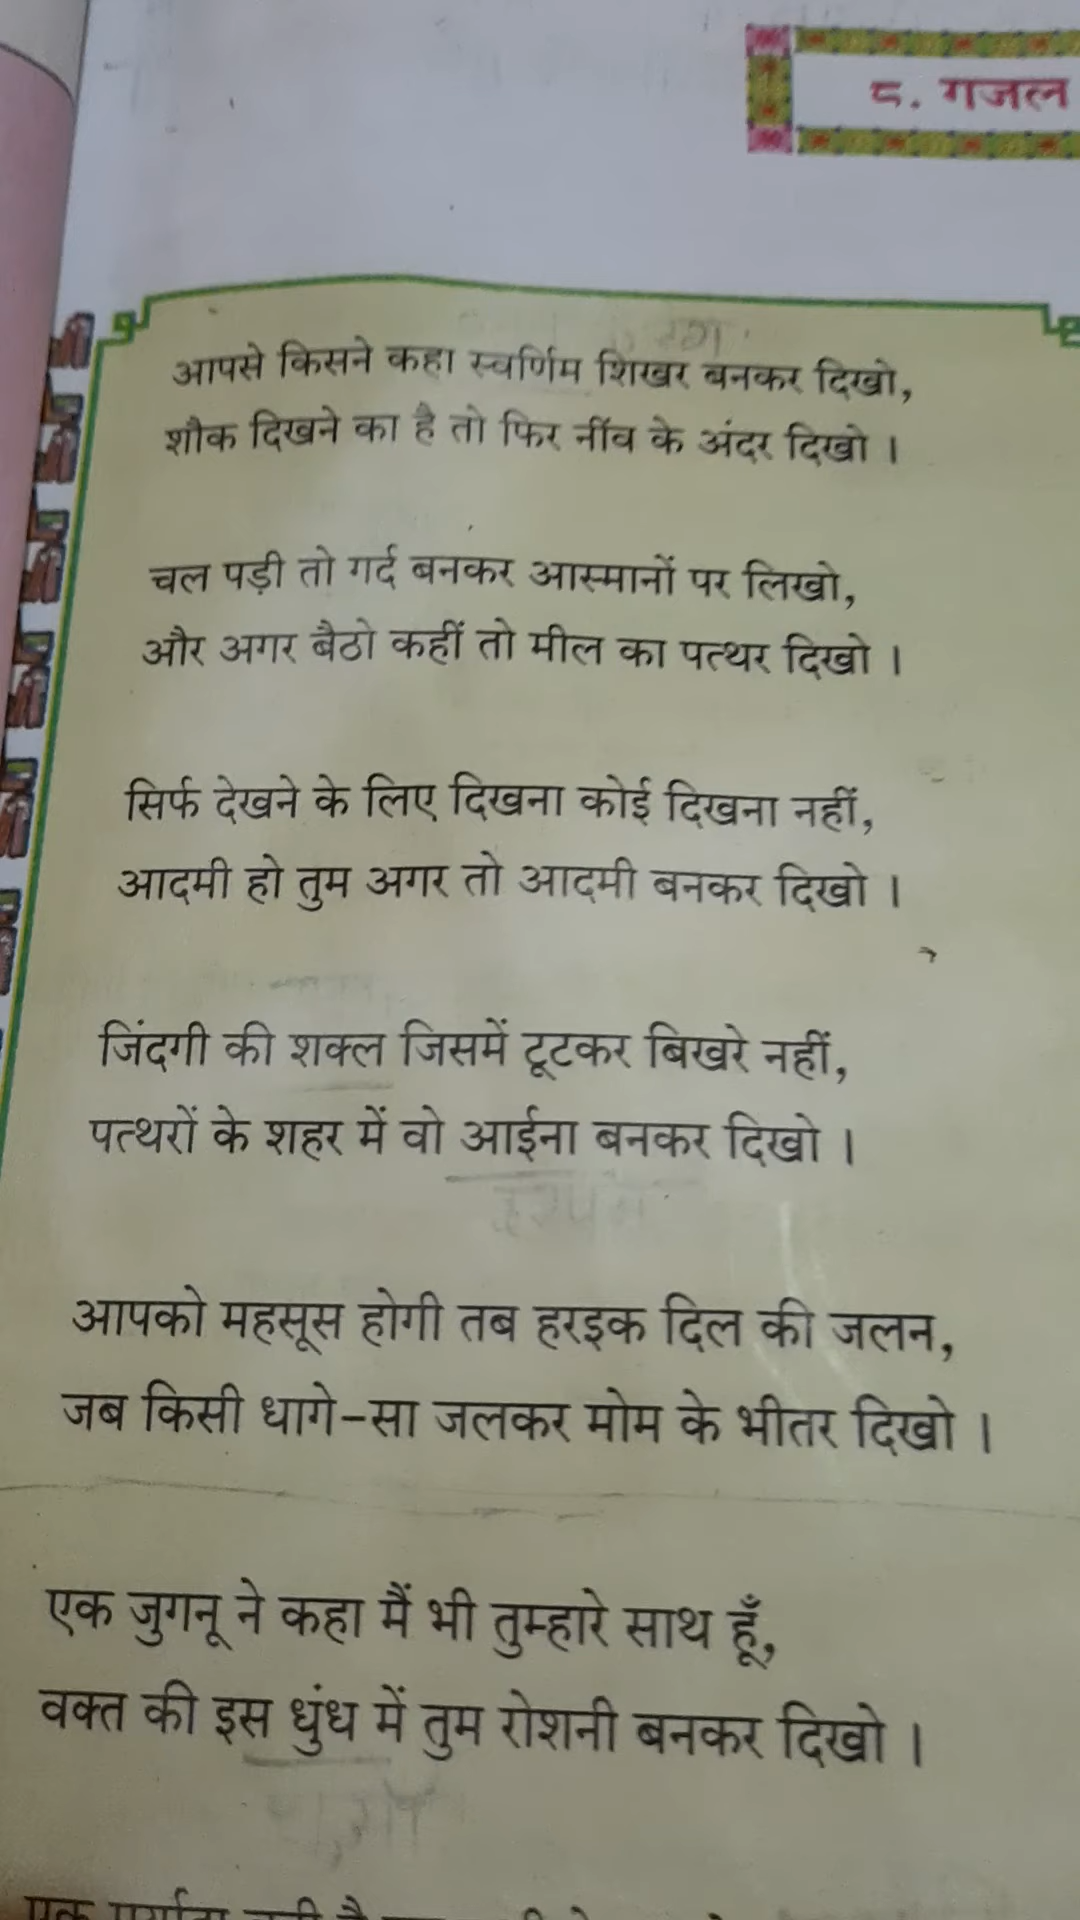 ८. गजल
आपसे किसने कहा स्वर्णिम शिखर बनकर दिखो,
शौक दिखने का है तो फिर नींव के अंदर दिखो ।
चल पड़ी तो गर्द बनकर आस्मानों पर लिखो,
और अगर बैठो कहीं तो मील का पत्थर दिखो ।
सिर्फ देखने के लिए दिखना कोई दिखना नहीं,
आदमी हो तुम अगर तो आदमी बनकर दिखो ।
जिंदगी की शक्ल जिसमें टूटकर बिखरे नहीं,
पत्थरों के शहर में वो आईना बनकर दिखो ।
आपको महसूस होगी तब हरइक दिल की जलन,
जब किसी धागे-सा जलकर मोम के भीतर दिखो ।
एक जुगनू ने कहा मैं भी तुम्हारे साथ हूँ,
वक्त की इस धुंध में तुम रोशनी बनकर दिखो ।
एक